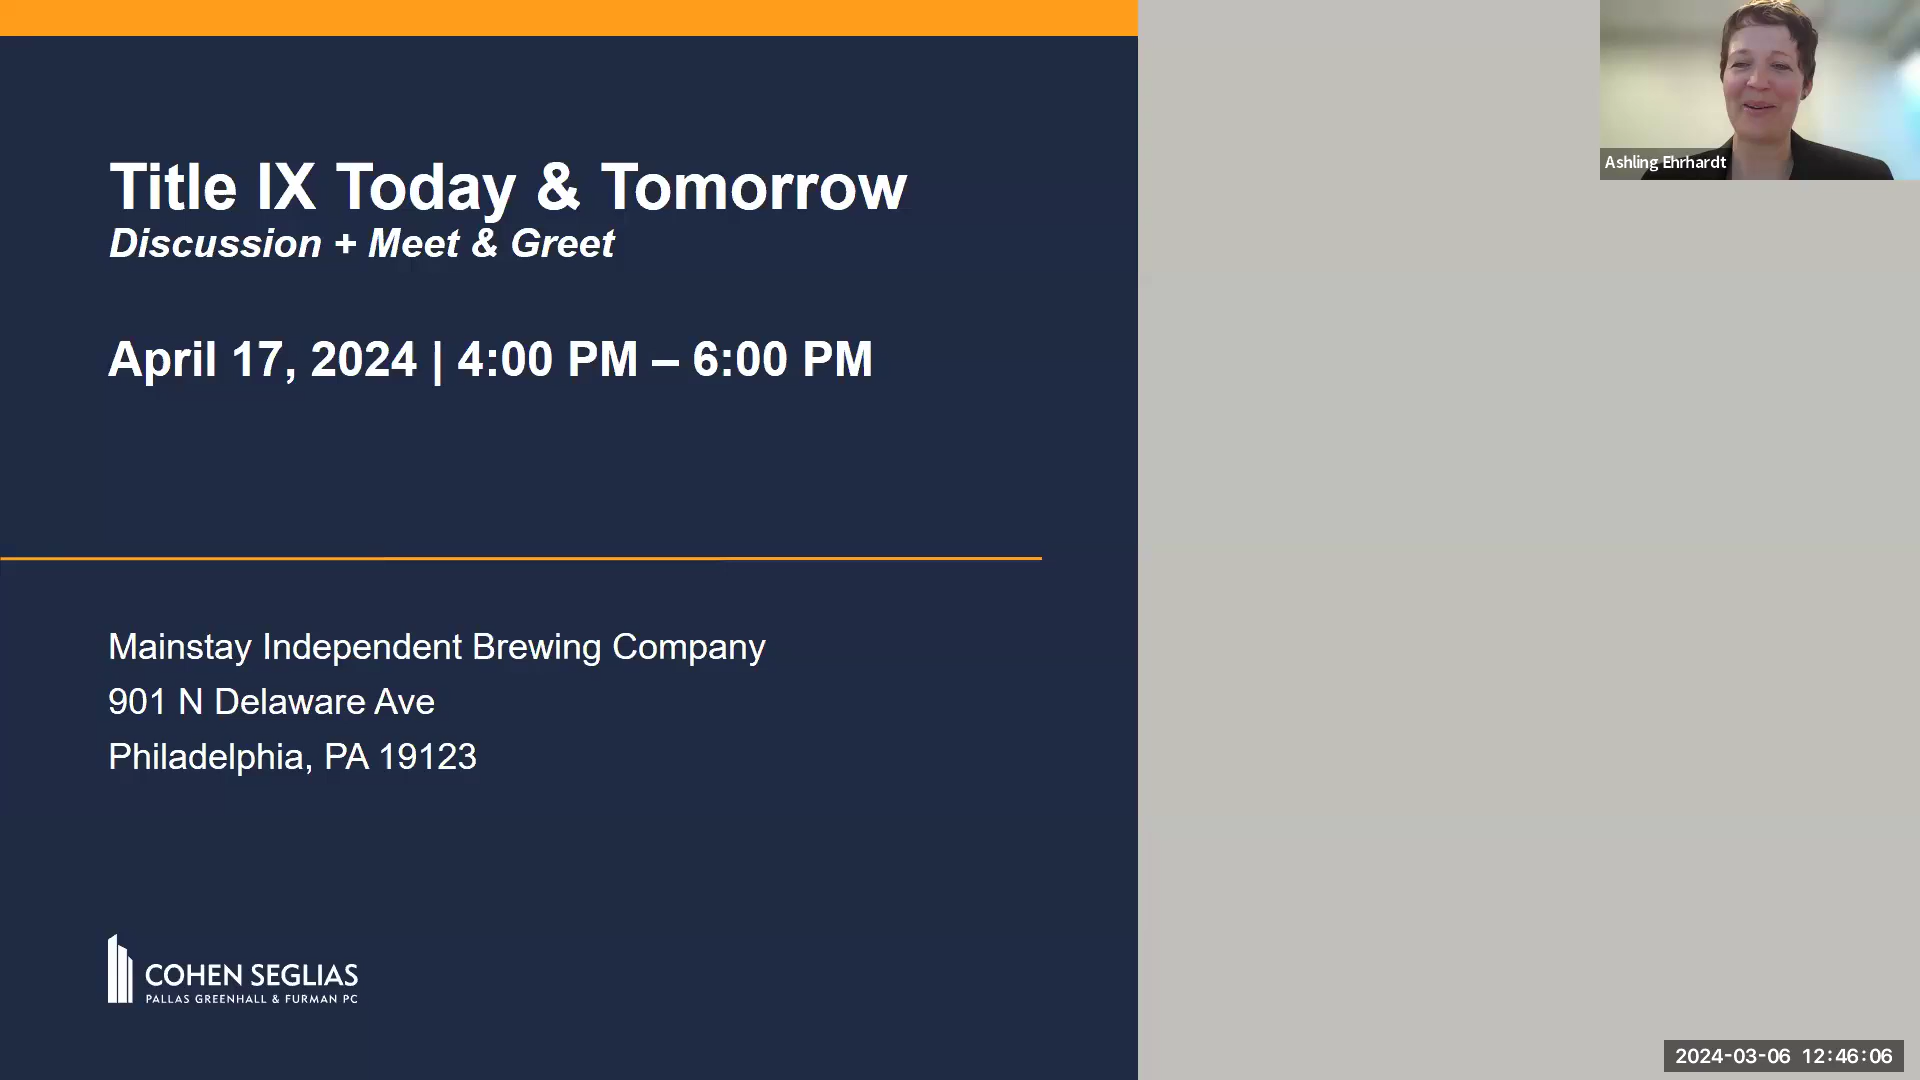 Title IX Today & Tomorrow
Discussion + Meet & Greet
April 17, 2024 | 4:00 PM – 6:00 PM
Mainstay Independent Brewing Company
901 N Delaware Ave
Philadelphia, PA 19123
COHEN SEGLIAS
PALLAS GREENHALL & FURMAN PC
Ashling Ehrhardt
2024-03-06 12:46:06